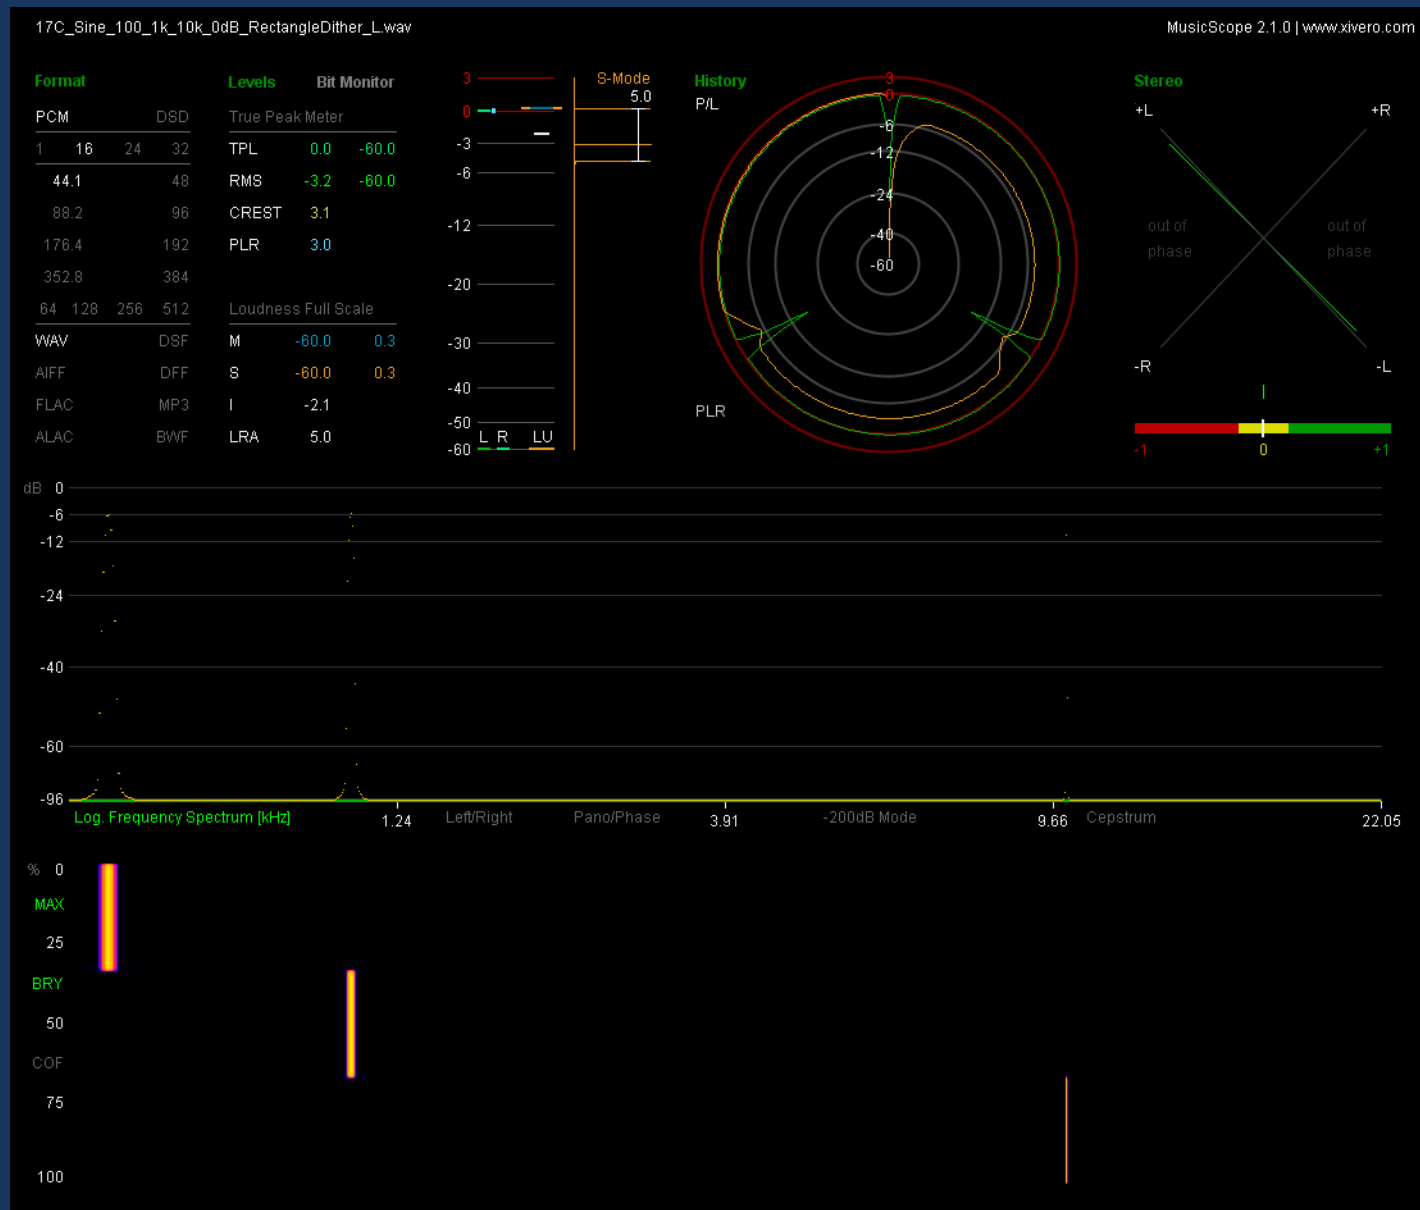 17C_Sine_100_1k_10k_0dB_RectangleDither_L.wav
MusicScope 2.1.0 | www.xivero.com
Format
PCM DSD
1 16 24 32
44.1 48
88.2 96
176.4 192
352.8 384
64 128 256 512
WAV DSF
AIFF DFF
FLAC MP3
ALAC BWF
Levels Bit Monitor
True Peak Meter
TPL 0.0 -60.0
RMS -3.2 -60.0
CREST 3.1
PLR 3.0
Loudness Full Scale
M -60.0 0.3
S -60.0 0.3
I -2.1
LRA 5.0
3
0
-3
-6
-12
-20
-30
-40
-50
L R LU
-60
S-Mode
5.0
History
P/L
3
0
-6
-12
-24
-40
-60
PLR
Stereo
+L +R
out of phase
out of phase
-R -L
-1 0 +1
dB 0
-6
-12
-24
-40
-60
-96
Log. Frequency Spectrum [kHz] 1.24 Left/Right Pano/Phase 3.91 -200dB Mode 9.66 Cepstrum 22.05
% 0
MAX
25
BRY
50
COF
75
100